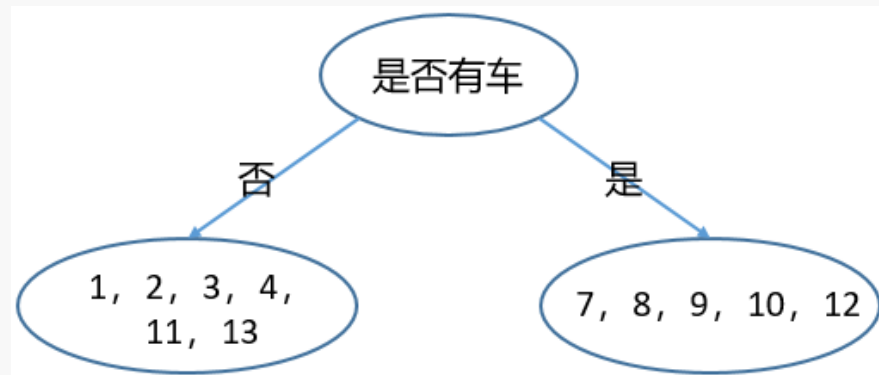 是否有车
否
是
1, 2, 3, 4,
11, 13
7, 8, 9, 10, 12